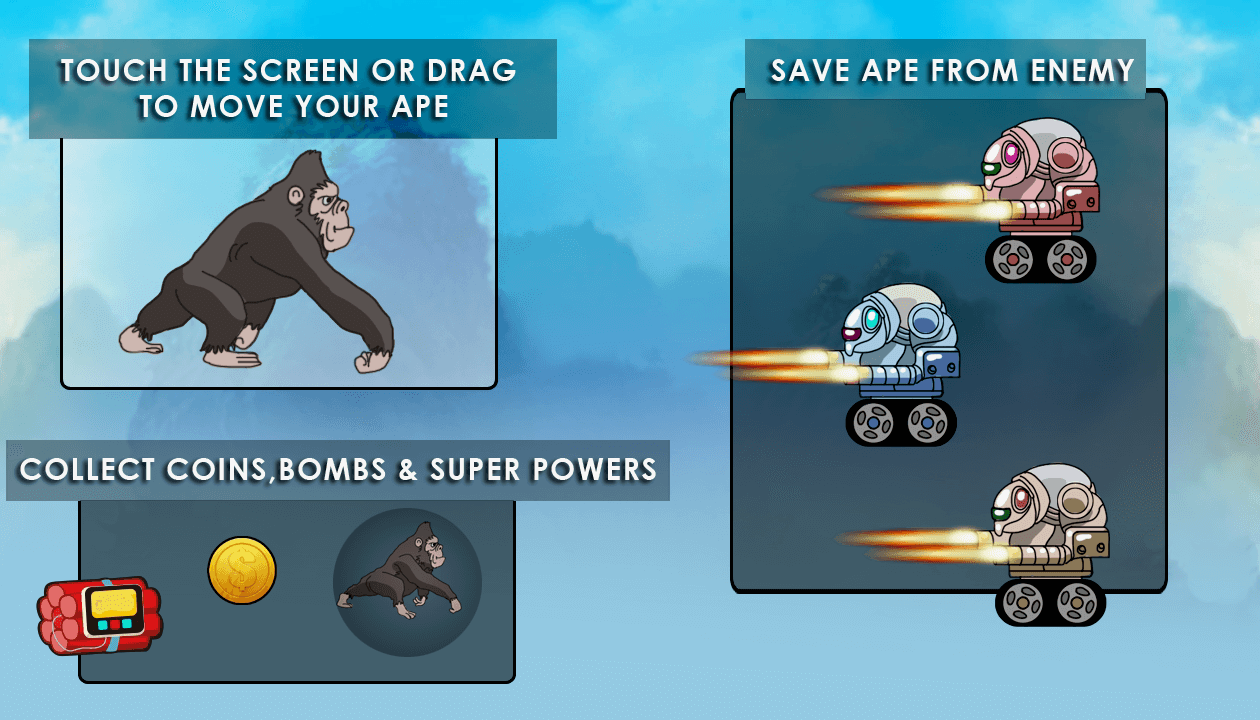 TOUCH THE SCREEN OR DRAG
TO MOVE YOUR APE
SAVE APE FROM ENEMY
COLLECT COINS,BOMBS & SUPER POWERS
$